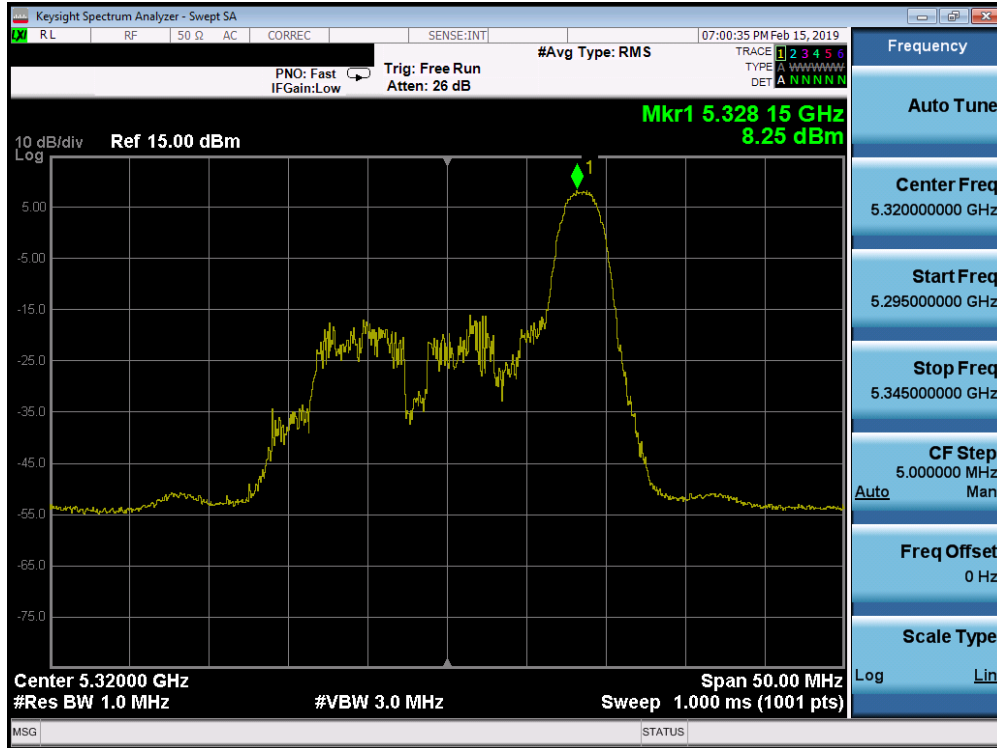 Keysight Spectrum Analyzer - Swept SA
LXI RL RF 50 Ω AC CORREC SENSE:INT 07:00:35 PM Feb 15, 2019
#Avg Type: RMS TRACE 1 2 3 4 5 6
PNO: Fast Trig: Free Run TYPE A WWWWW
IFGain:Low Atten: 26 dB DET A N N N N N
Mkr1 5.328 15 GHz
10 dB/div Ref 15.00 dBm 8.25 dBm
Log
1
5.00
-5.00
-15.0
-25.0
-35.0
-45.0
-55.0
-65.0
-75.0
Center 5.32000 GHz Span 50.00 MHz
#Res BW 1.0 MHz #VBW 3.0 MHz Sweep 1.000 ms (1001 pts)
MSG STATUS
Frequency
Auto Tune
Center Freq
5.320000000 GHz
Start Freq
5.295000000 GHz
Stop Freq
5.345000000 GHz
CF Step
5.000000 MHz
Auto Man
Freq Offset
0 Hz
Scale Type
Log Lin